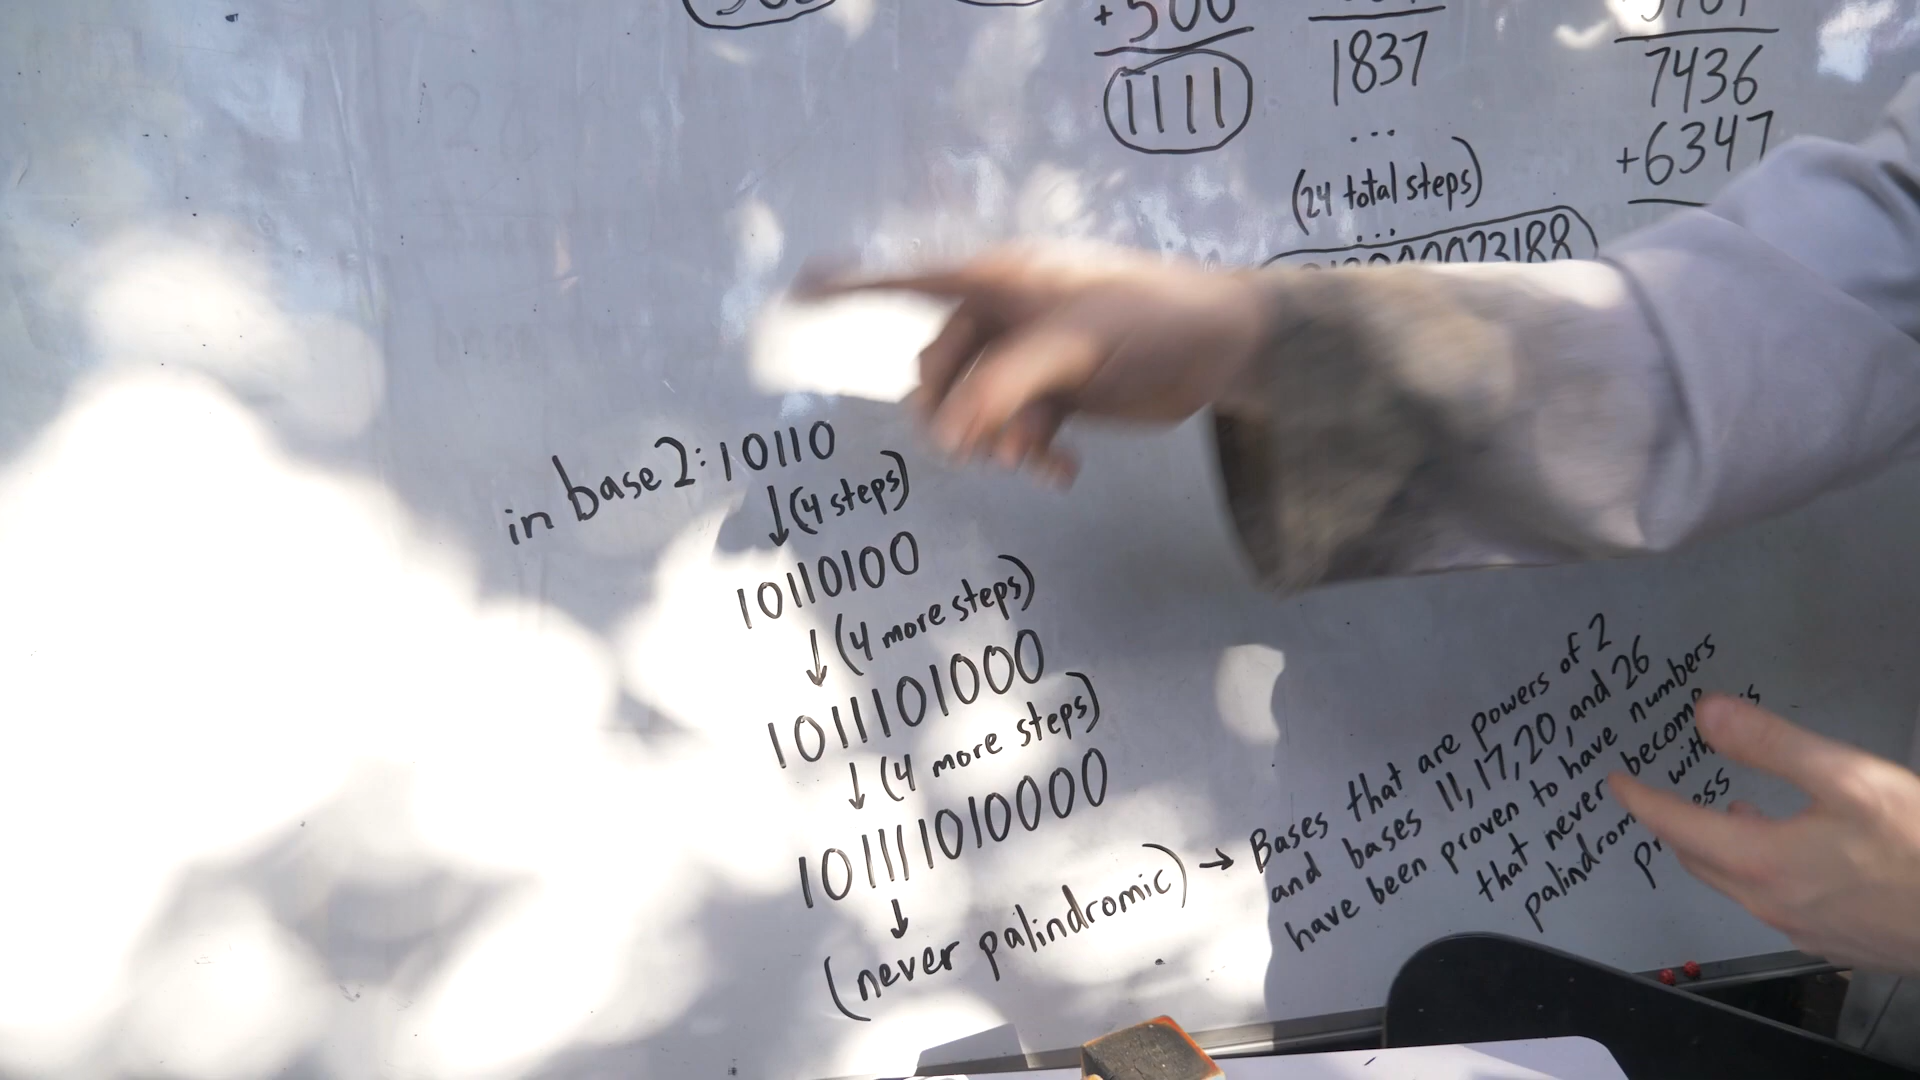 +500
1111
1837
...
(24 total steps)
...
7436
+6347
in base 2: 10110
↓ (4 steps)
10110100
↓ (4 more steps)
1011101000
↓ (4 more steps)
101111010000
↓
(never palindromic) → Bases that are powers of 2
and bases 11, 17, 20, and 26
have been proven to have numbers
that never become
palindrom with